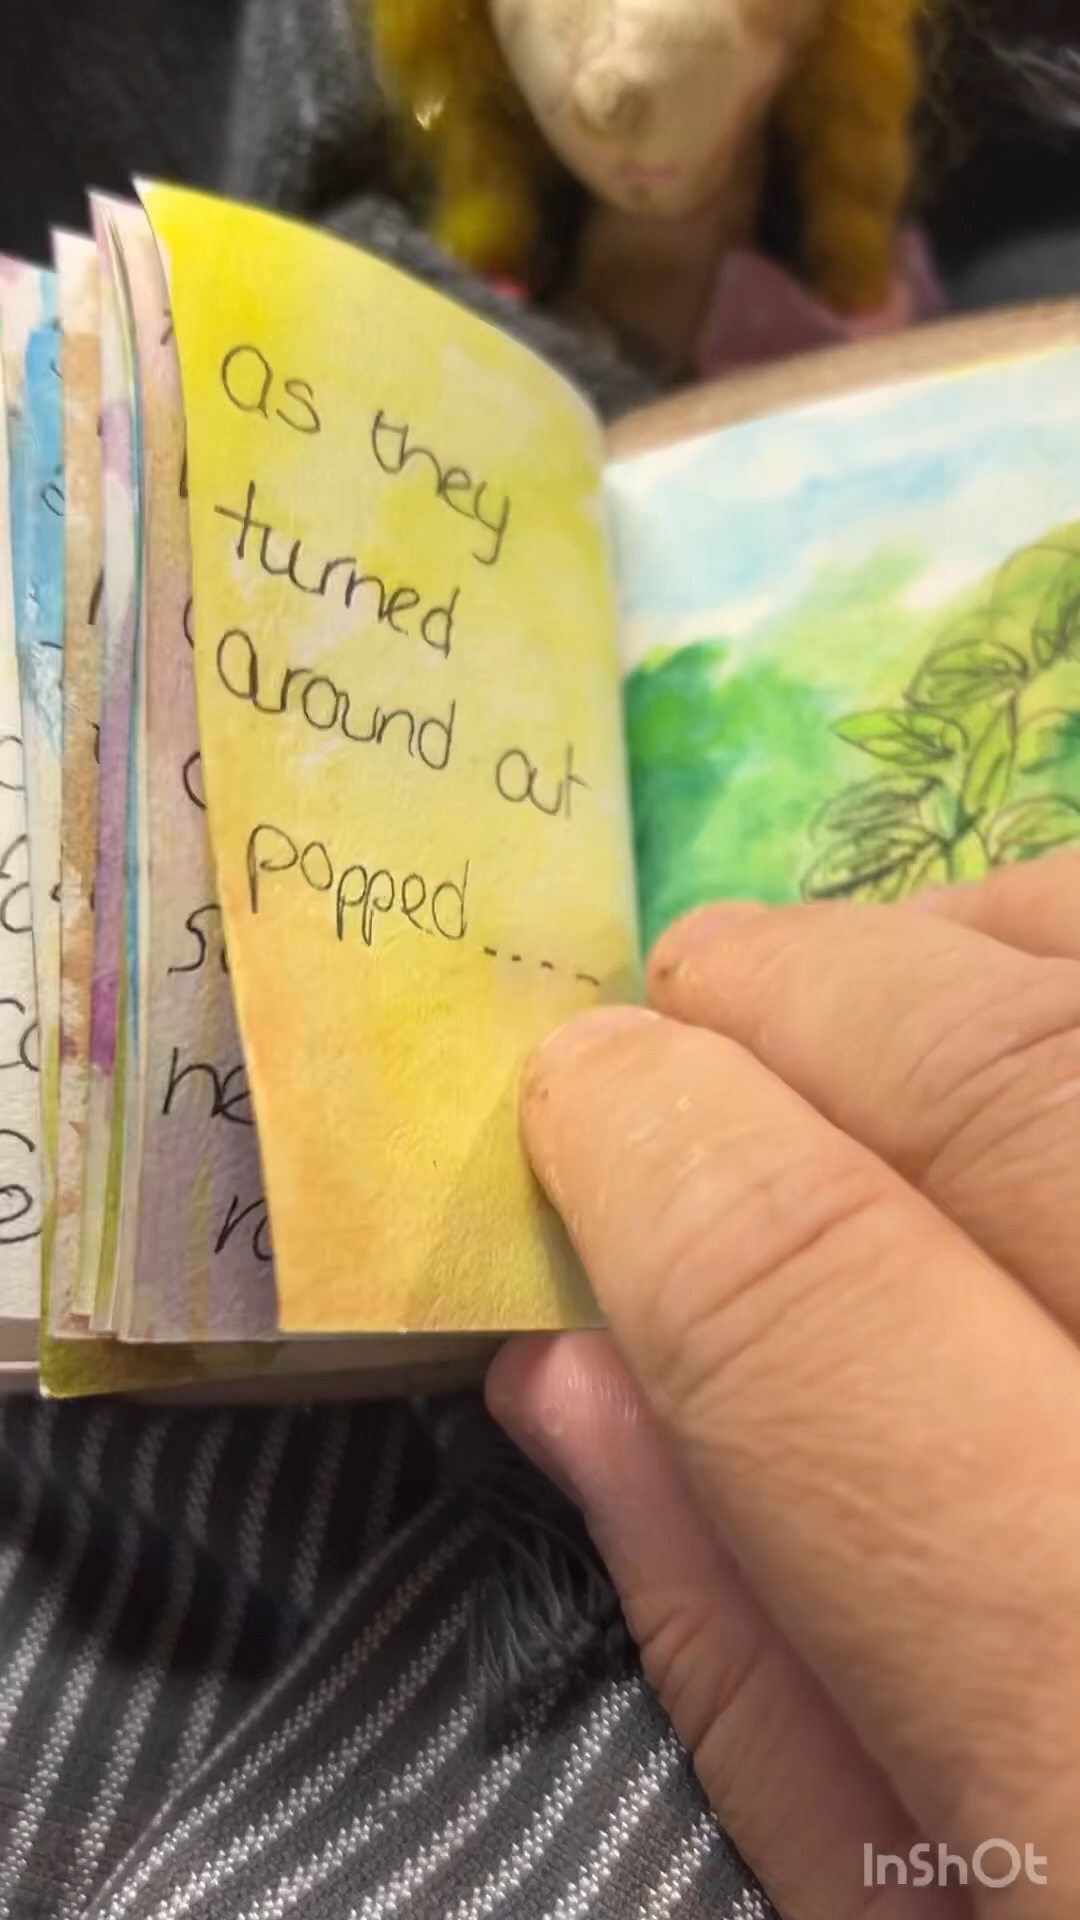 as they
turned
around out
popped.....
InShOt